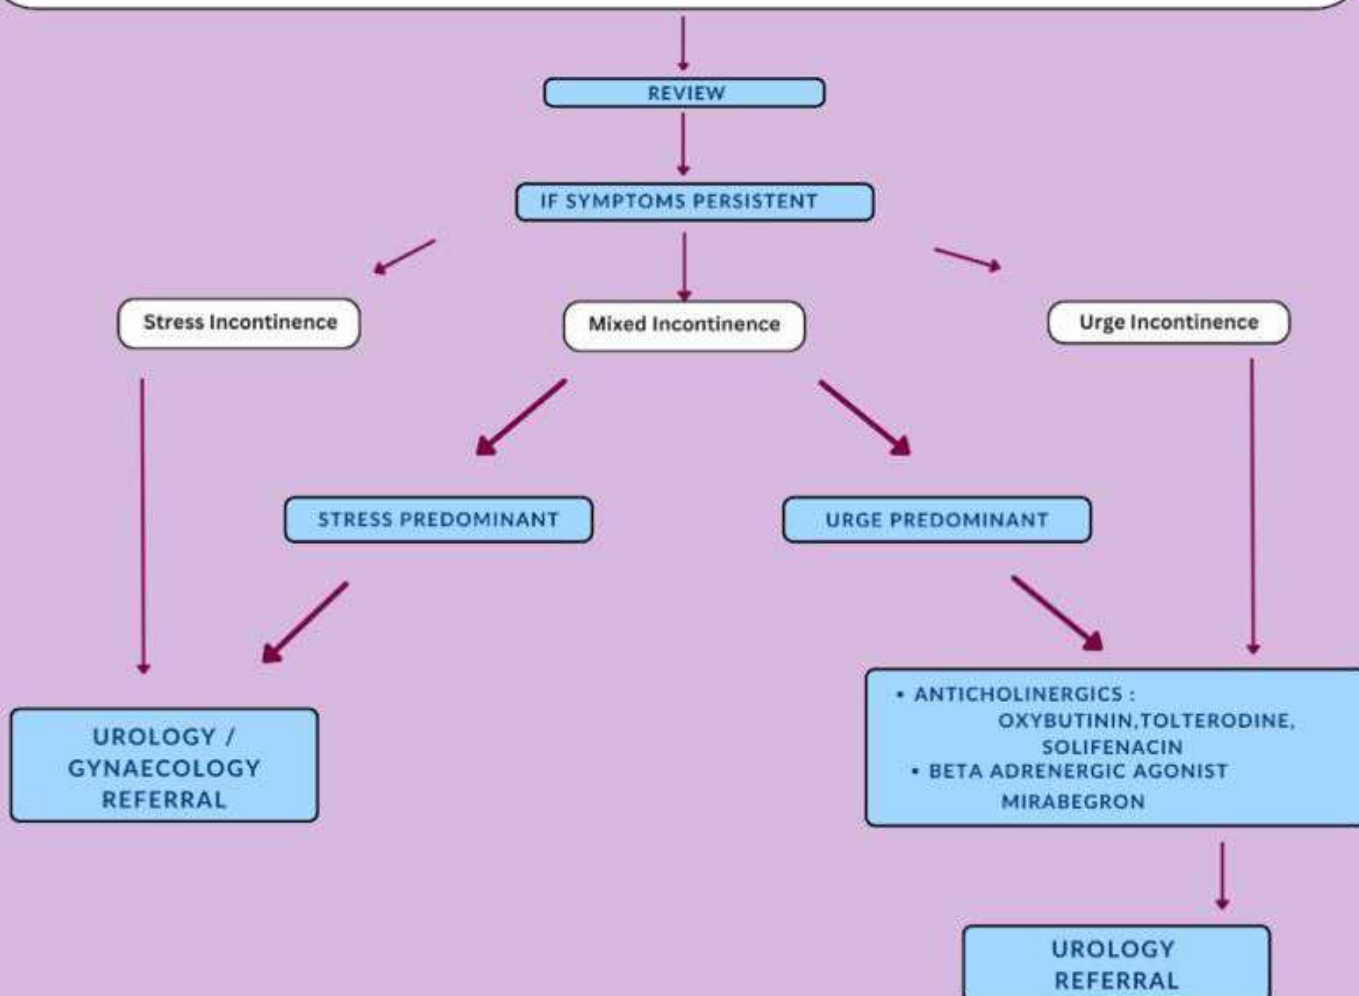 REVIEW
IF SYMPTOMS PERSISTENT
Stress Incontinence
Mixed Incontinence
Urge Incontinence
STRESS PREDOMINANT
URGE PREDOMINANT
UROLOGY /
GYNAECOLOGY
REFERRAL
• ANTICHOLINERGICS :
OXYBUTININ,TOLTERODINE,
SOLIFENACIN
• BETA ADRENERGIC AGONIST
MIRABEGRON
UROLOGY
REFERRAL